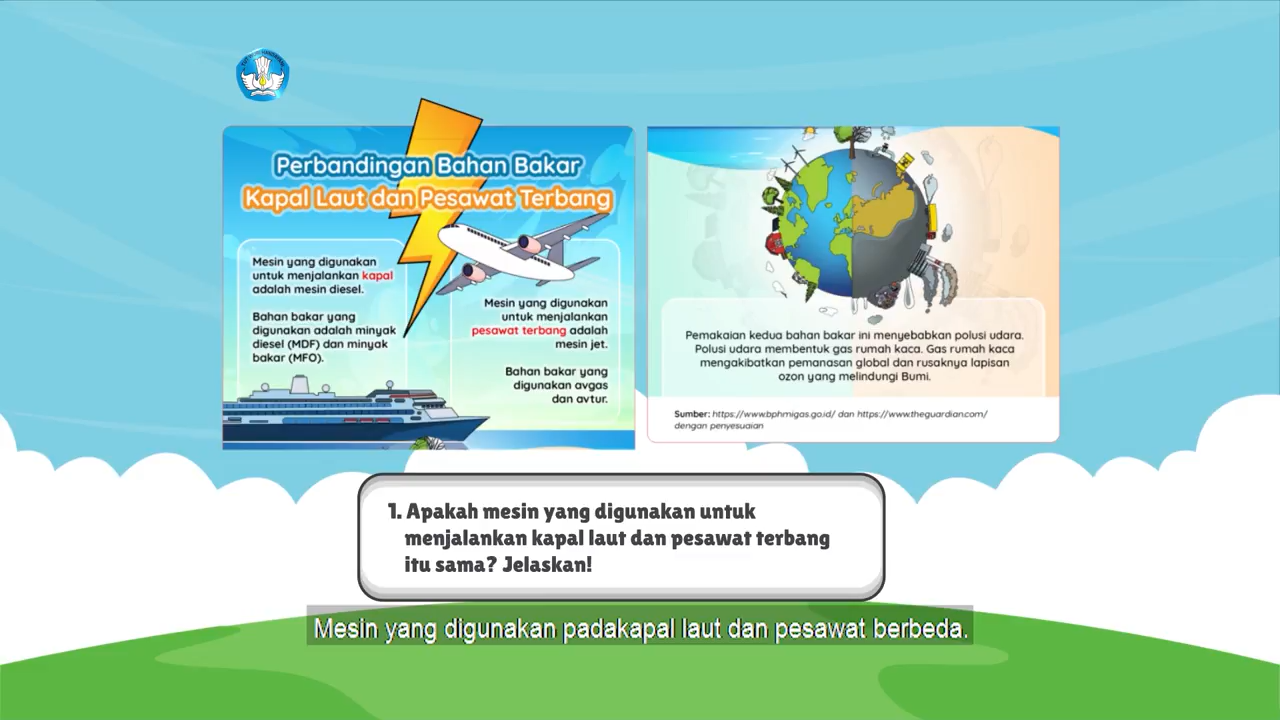 Perbandingan Bahan Bakar
Kapal Laut dan Pesawat Terbang
Mesin yang digunakan
untuk menjalankan kapal
adalah mesin diesel.
Bahan bakar yang
digunakan adalah minyak
diesel (MDF) dan minyak
bakar (MFO).
Mesin yang digunakan
untuk menjalankan
pesawat terbang adalah
mesin jet.
Bahan bakar yang
digunakan avgas
dan avtur.
Pemakaian kedua bahan bakar ini menyebabkan polusi udara.
Polusi udara membentuk gas rumah kaca. Gas rumah kaca
mengakibatkan pemanasan global dan rusaknya lapisan
ozon yang melindungi Bumi.
Sumber: https://www.bphmigas.go.id/ dan https://www.theguardian.com/
dengan penyesuaian
1. Apakah mesin yang digunakan untuk
menjalankan kapal laut dan pesawat terbang
itu sama? Jelaskan!
Mesin yang digunakan padakapal laut dan pesawat berbeda.